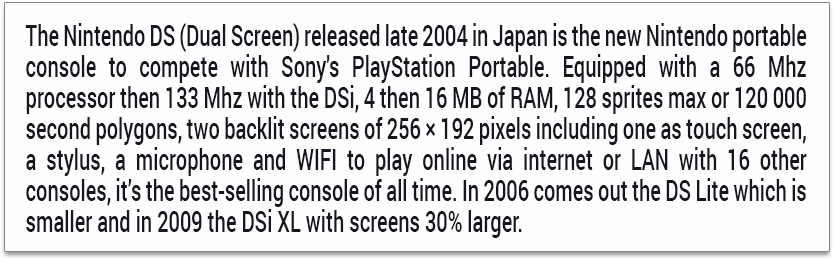 The Nintendo DS (Dual Screen) released late 2004 in Japan is the new Nintendo portable
console to compete with Sony's PlayStation Portable. Equipped with a 66 Mhz
processor then 133 Mhz with the DSi, 4 then 16 MB of RAM, 128 sprites max or 120 000
second polygons, two backlit screens of 256 × 192 pixels including one as touch screen,
a stylus, a microphone and WIFI to play online via internet or LAN with 16 other
consoles, it’s the best-selling console of all time. In 2006 comes out the DS Lite which is
smaller and in 2009 the DSi XL with screens 30% larger.